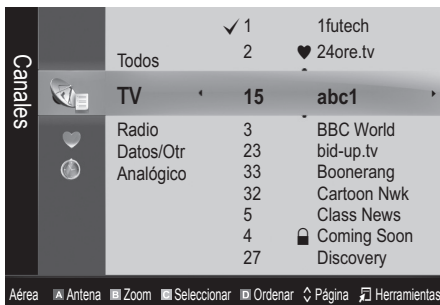 Canales
✓ 1 1futech
Todos 2 ♥ 24ore.tv
TV 15 abc1
Radio 3 BBC World
Datos/Otr 23 bid-up.tv
Analógico 33 Boonerang
32 Cartoon Nwk
5 Class News
4 Coming Soon
27 Discovery
Aérea A Antena B Zoom C Seleccionar D Ordenar Página Herramientas